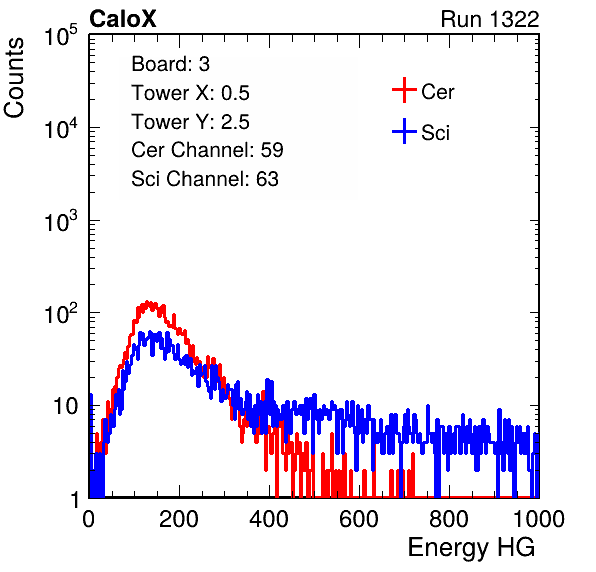 CaloX Run 1322
Counts
Board: 3
Tower X: 0.5
Tower Y: 2.5
Cer Channel: 59
Sci Channel: 63
Cer
Sci
10^5
10^4
10^3
10^2
10
1
0 200 400 600 800 1000
Energy HG